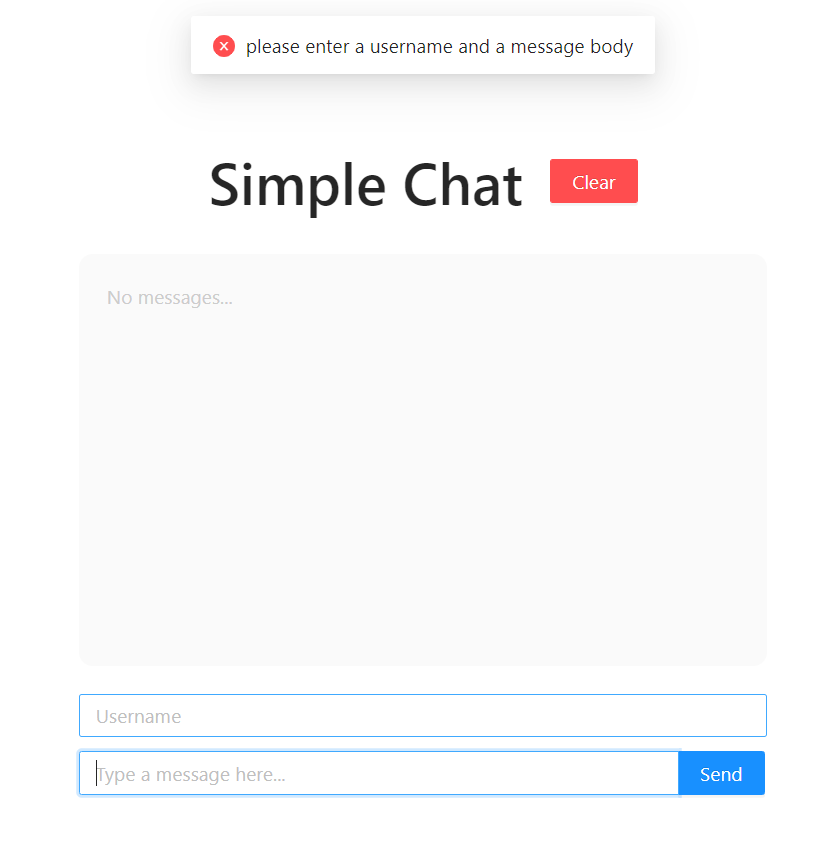 please enter a username and a message body
Simple Chat
Clear
No messages...
Username
Type a message here...
Send